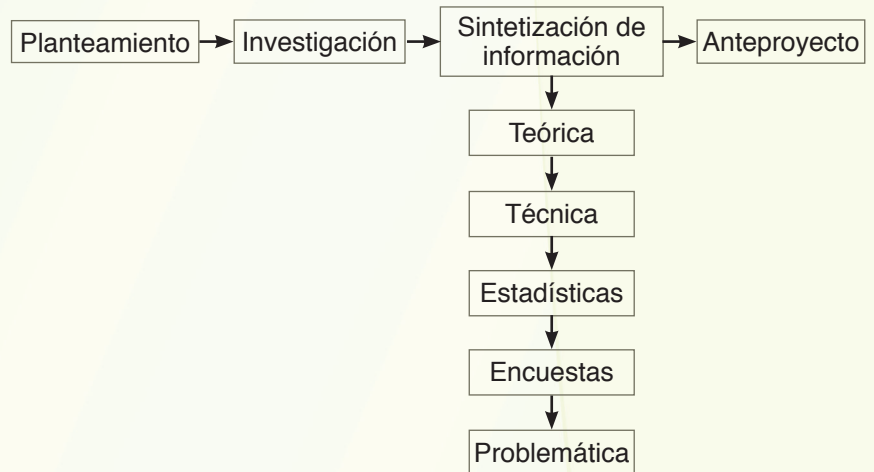 Planteamiento
Investigación
Sintetización de
información
Anteproyecto
Teórica
Técnica
Estadísticas
Encuestas
Problemática